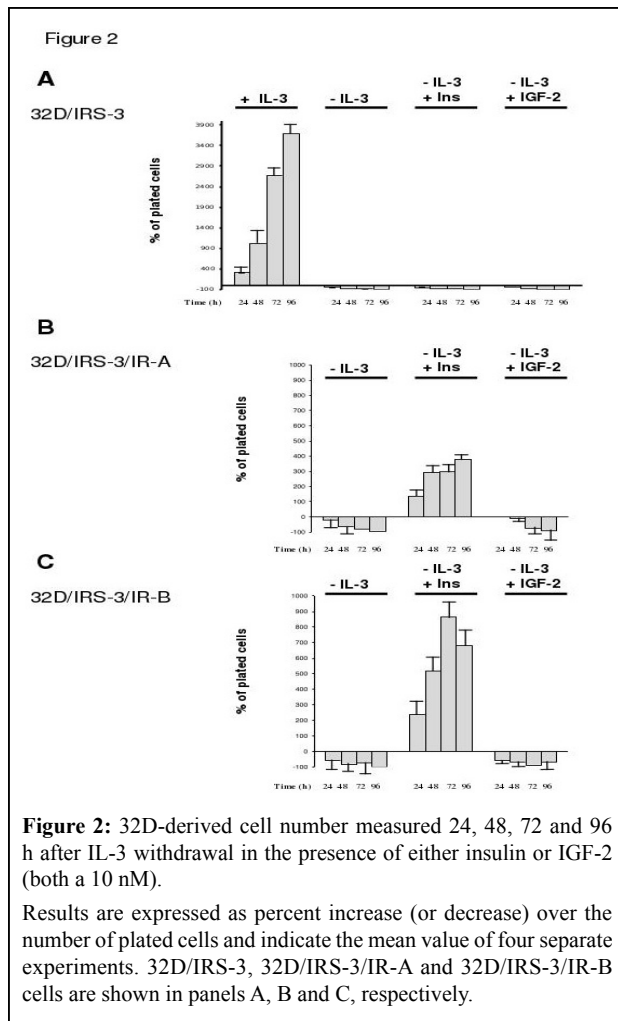 Figure 2
A
- IL-3 - IL-3
+ IL-3 - IL-3 + Ins + IGF-2
32D/IRS-3
% of plated cells
3900
3400
2900
2400
1900
1400
900
400
-100
Time (h) 24 48 72 96 24 48 72 96 24 48 72 96 24 48 72 96
B
32D/IRS-3/IR-A
- IL-3 - IL-3
- IL-3 + Ins + IGF-2
% of plated cells
1000
900
800
700
600
500
400
300
200
100
0
-100
Time (h) 24 48 72 96 24 48 72 96 24 48 72 96
C
32D/IRS-3/IR-B
- IL-3 - IL-3
- IL-3 + Ins + IGF-2
% of plated cells
1000
900
800
700
600
500
400
300
200
100
0
-100
Time (h) 24 48 72 96 24 48 72 96 24 48 72 96
Figure 2: 32D-derived cell number measured 24, 48, 72 and 96
h after IL-3 withdrawal in the presence of either insulin or IGF-2
(both a 10 nM).
Results are expressed as percent increase (or decrease) over the
number of plated cells and indicate the mean value of four separate
experiments. 32D/IRS-3, 32D/IRS-3/IR-A and 32D/IRS-3/IR-B
cells are shown in panels A, B and C, respectively.